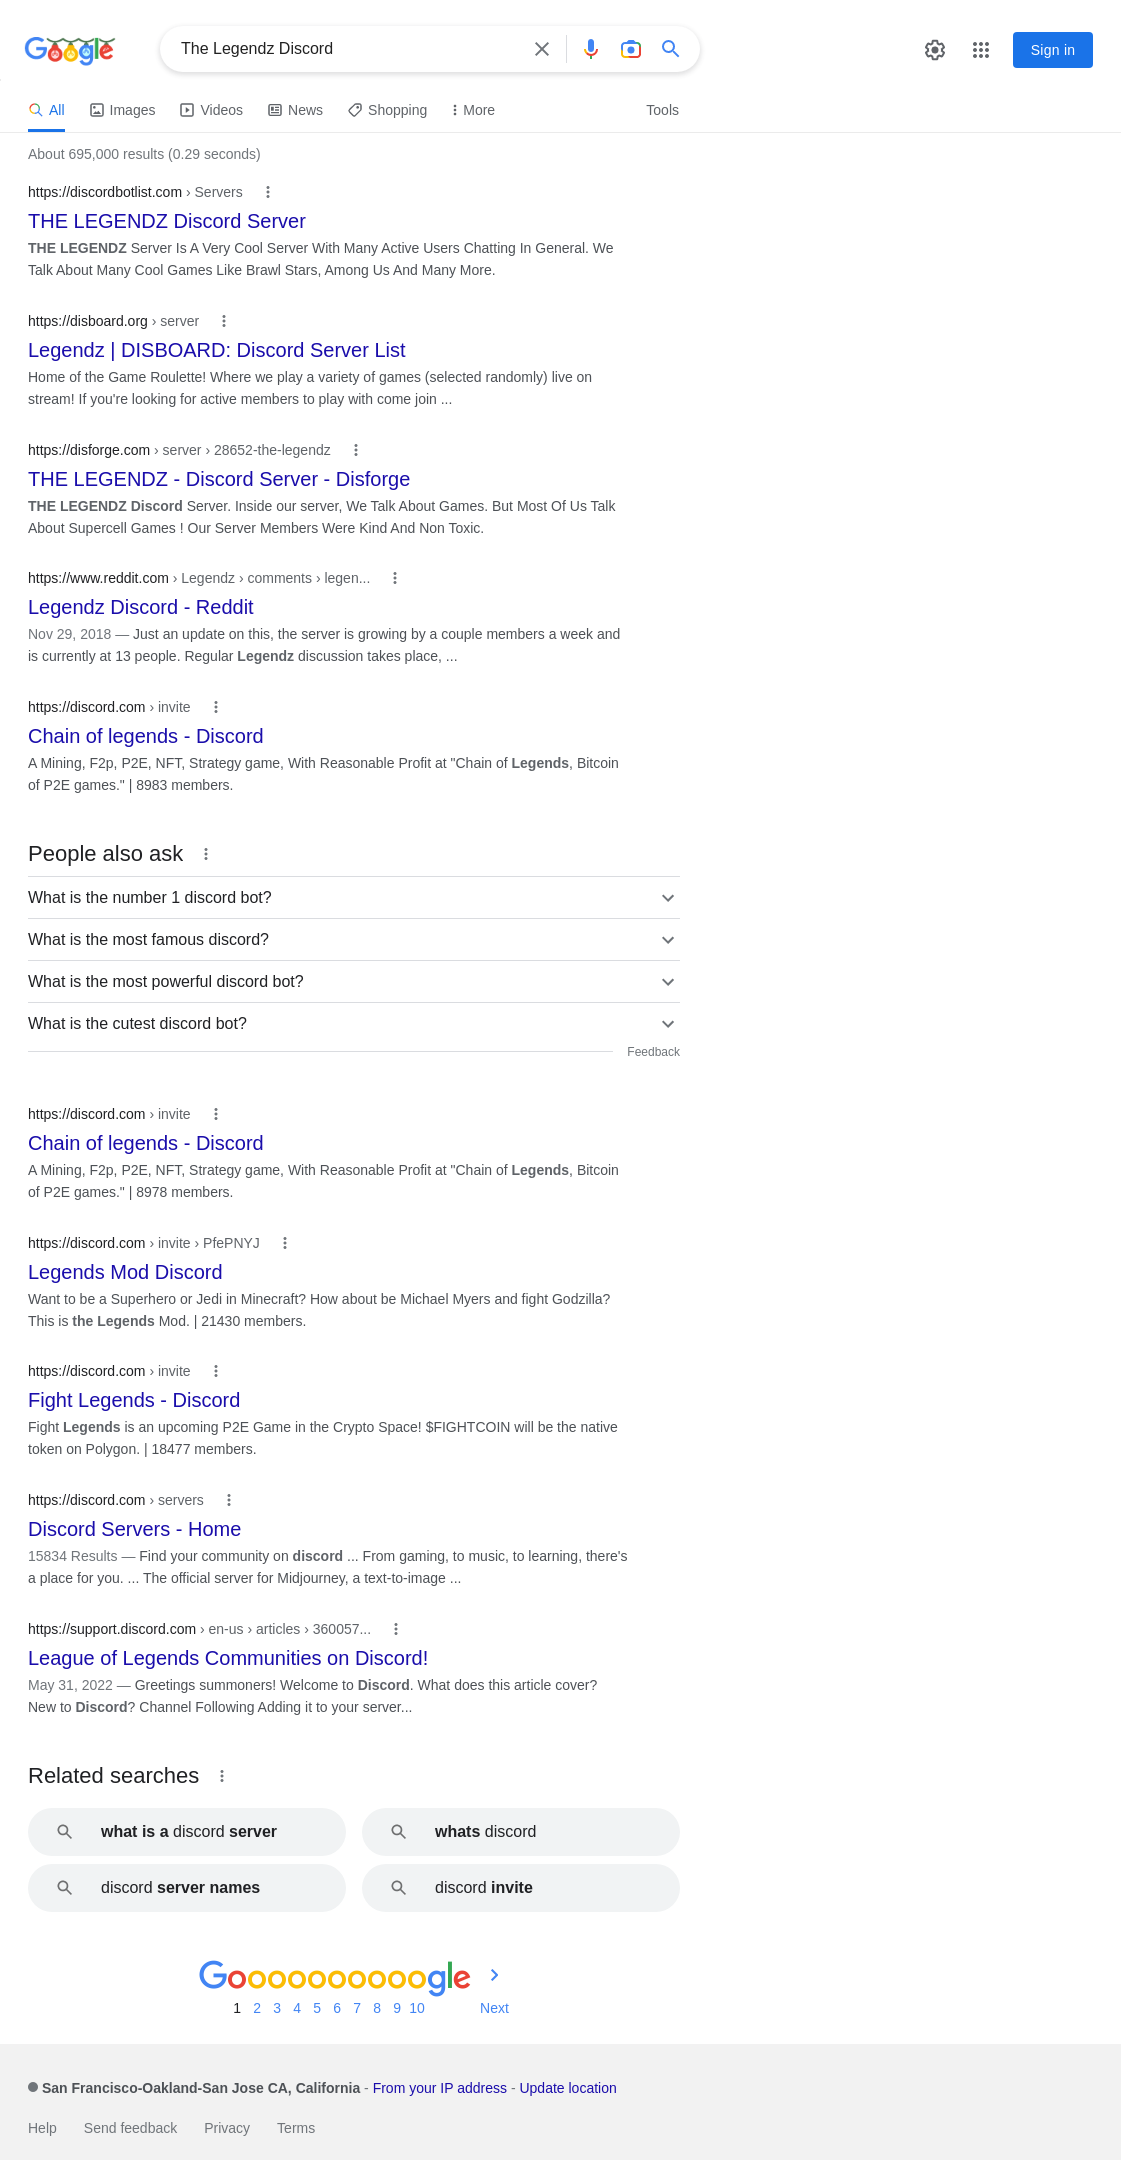 Google
The Legendz Discord
Sign in
All
Images
Videos
News
Shopping
More
Tools
About 695,000 results (0.29 seconds)
https://discordbotlist.com › Servers
THE LEGENDZ Discord Server
THE LEGENDZ Server Is A Very Cool Server With Many Active Users Chatting In General. We
Talk About Many Cool Games Like Brawl Stars, Among Us And Many More.
https://disboard.org › server
Legendz | DISBOARD: Discord Server List
Home of the Game Roulette! Where we play a variety of games (selected randomly) live on
stream! If you're looking for active members to play with come join ...
https://disforge.com › server › 28652-the-legendz
THE LEGENDZ - Discord Server - Disforge
THE LEGENDZ Discord Server. Inside our server, We Talk About Games. But Most Of Us Talk
About Supercell Games ! Our Server Members Were Kind And Non Toxic.
https://www.reddit.com › Legendz › comments › legen...
Legendz Discord - Reddit
Nov 29, 2018 — Just an update on this, the server is growing by a couple members a week and
is currently at 13 people. Regular Legendz discussion takes place, ...
https://discord.com › invite
Chain of legends - Discord
A Mining, F2p, P2E, NFT, Strategy game, With Reasonable Profit at "Chain of Legends, Bitcoin
of P2E games." | 8983 members.
People also ask
What is the number 1 discord bot?
What is the most famous discord?
What is the most powerful discord bot?
What is the cutest discord bot?
Feedback
https://discord.com › invite
Chain of legends - Discord
A Mining, F2p, P2E, NFT, Strategy game, With Reasonable Profit at "Chain of Legends, Bitcoin
of P2E games." | 8978 members.
https://discord.com › invite › PfePNYJ
Legends Mod Discord
Want to be a Superhero or Jedi in Minecraft? How about be Michael Myers and fight Godzilla?
This is the Legends Mod. | 21430 members.
https://discord.com › invite
Fight Legends - Discord
Fight Legends is an upcoming P2E Game in the Crypto Space! $FIGHTCOIN will be the native
token on Polygon. | 18477 members.
https://discord.com › servers
Discord Servers - Home
15834 Results — Find your community on discord ... From gaming, to music, to learning, there's
a place for you. ... The official server for Midjourney, a text-to-image ...
https://support.discord.com › en-us › articles › 360057...
League of Legends Communities on Discord!
May 31, 2022 — Greetings summoners! Welcome to Discord. What does this article cover?
New to Discord? Channel Following Adding it to your server...
Related searches
what is a discord server
whats discord
discord server names
discord invite
Goooooooooogle
1 2 3 4 5 6 7 8 9 10 Next
San Francisco-Oakland-San Jose CA, California - From your IP address - Update location
Help Send feedback Privacy Terms